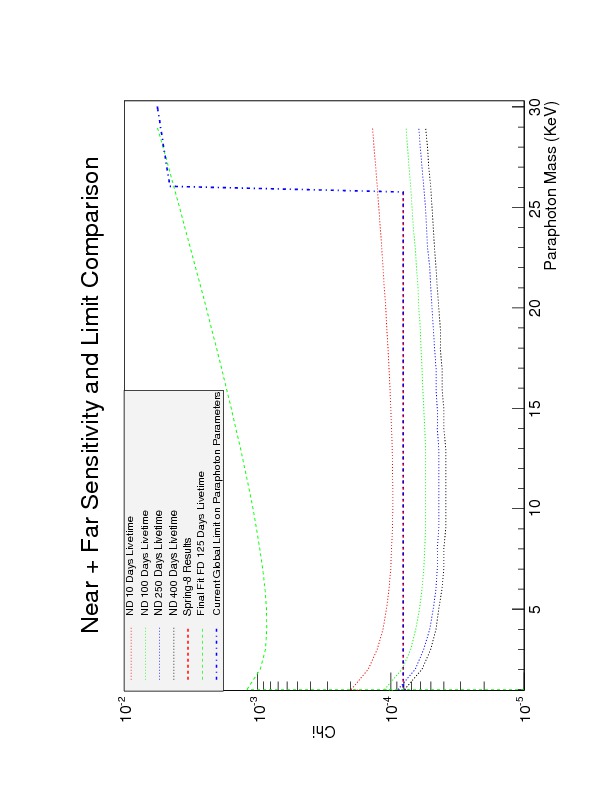 Near + Far Sensitivity and Limit Comparison
ND 10 Days Livetime
ND 100 Days Livetime
ND 250 Days Livetime
ND 400 Days Livetime
Spring-8 Results
Final Fit FD 125 Days Livetime
Current Global Limit on Paraphoton Parameters
Chi
10-2
10-3
10-4
10-5
5
10
15
20
25
30
Paraphoton Mass (KeV)